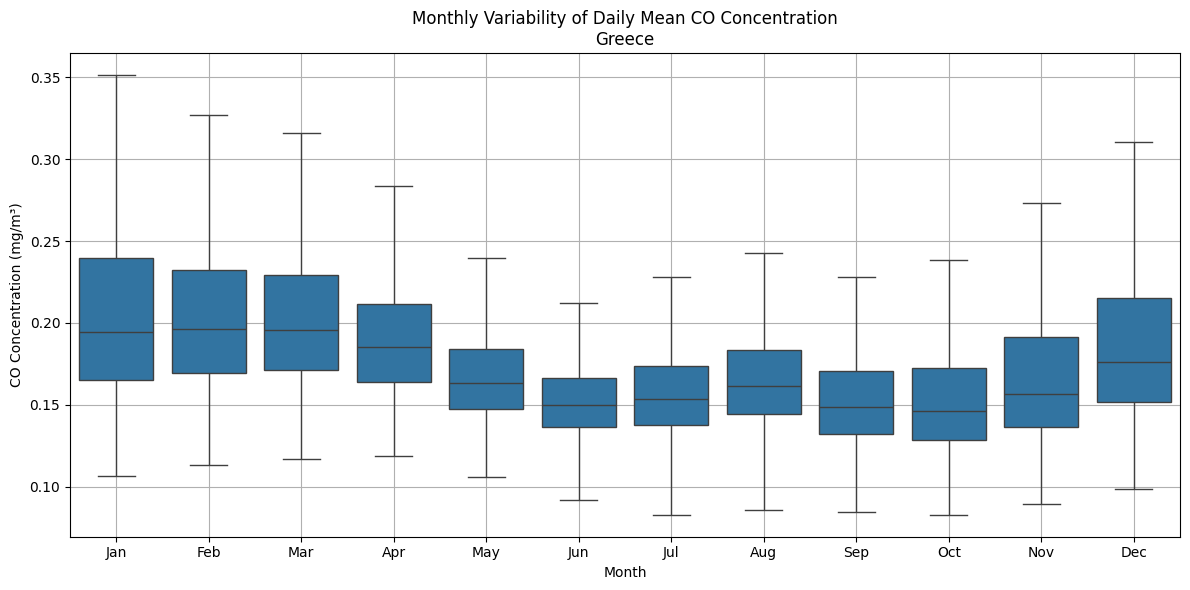 Monthly Variability of Daily Mean CO Concentration
Greece
CO Concentration (mg/m³)
0.35
0.30
0.25
0.20
0.15
0.10
Jan Feb Mar Apr May Jun Jul Aug Sep Oct Nov Dec
Month